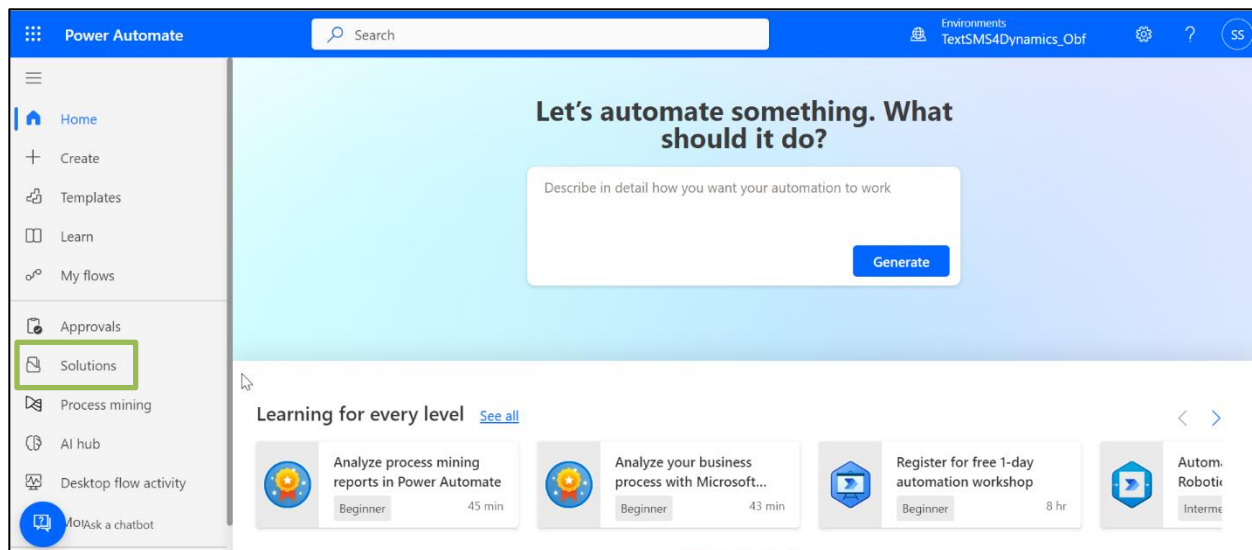 Power Automate
Search
Environments
TextSMS4Dynamics_Obf
?
SS
Home
Create
Templates
Learn
My flows
Approvals
Solutions
Process mining
AI hub
Desktop flow activity
Ask a chatbot
Let's automate something. What
should it do?
Describe in detail how you want your automation to work
Generate
Learning for every level See all
Analyze process mining
reports in Power Automate
Beginner 45 min
Analyze your business
process with Microsoft...
Beginner 43 min
Register for free 1-day
automation workshop
Beginner 8 hr
Autom
Robotic
Interme